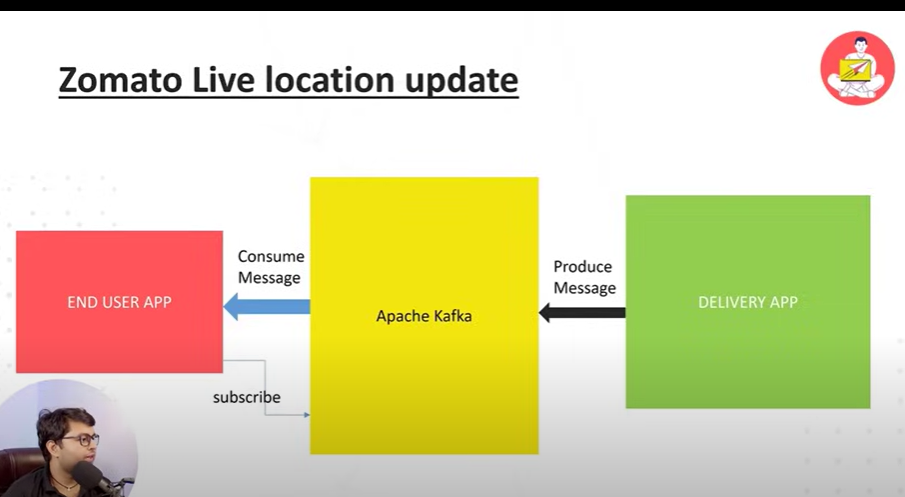 Zomato Live location update
Consume
Message
Produce
Message
END USER APP
Apache Kafka
DELIVERY APP
subscribe